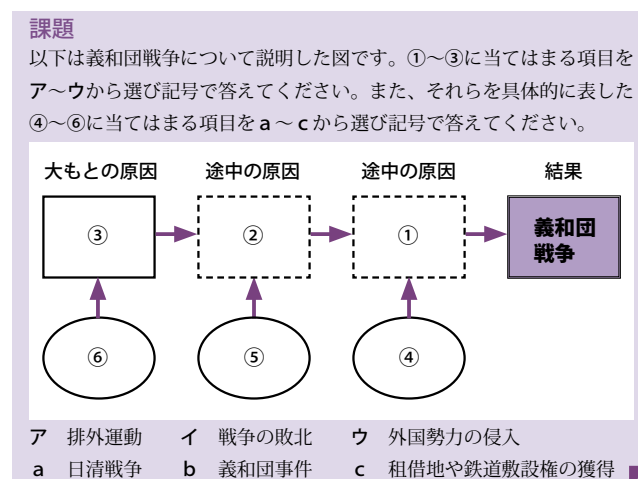 課題
以下は義和団戦争について説明した図です。①〜③に当てはまる項目を
ア〜ウから選び記号で答えてください。また、それらを具体的に表した
④〜⑥に当てはまる項目をa〜cから選び記号で答えてください。
大もとの原因 途中の原因 途中の原因 結果
③ ② ① 義和団
戦争
⑥ ⑤ ④
ア 排外運動 イ 戦争の敗北 ウ 外国勢力の侵入
a 日清戦争 b 義和団事件 c 租借地や鉄道敷設権の獲得